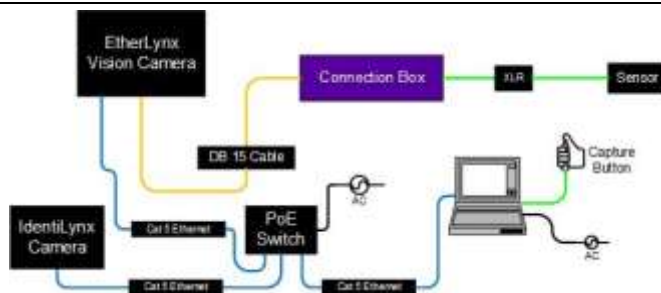 EtherLynx
Vision Camera
Connection Box
XLR
Sensor
DB 15 Cable
Capture
Button
AC
IdentiLynx
Camera
Cat 5 Ethernet
PoE
Switch
AC
Cat 5 Ethernet
Cat 5 Ethernet